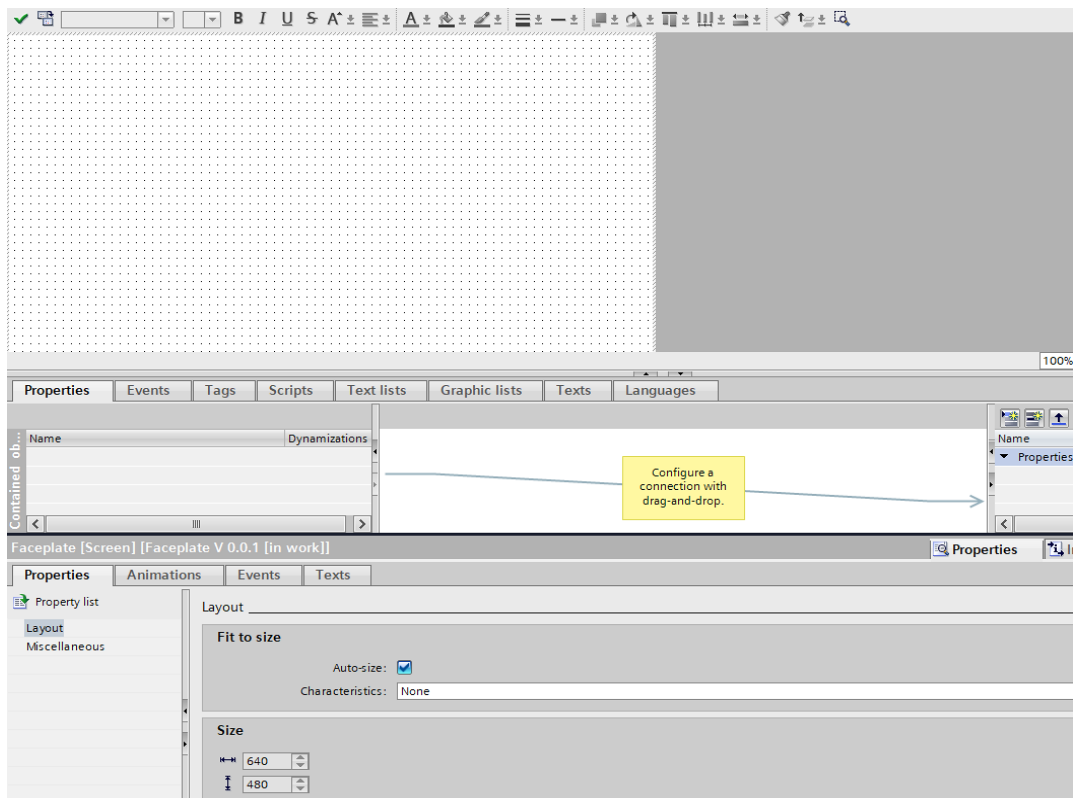 B I U S A
A
100%
Properties Events Tags Scripts Text lists Graphic lists Texts Languages
Contained ob...
Name Dynamizations
Name
Properties
Configure a
connection with
drag-and-drop.
Faceplate [Screen] [Faceplate V 0.0.1 [in work]]
Properties
Properties Animations Events Texts
Property list
Layout
Layout
Miscellaneous
Fit to size
Auto-size:
Characteristics: None
Size
640
480